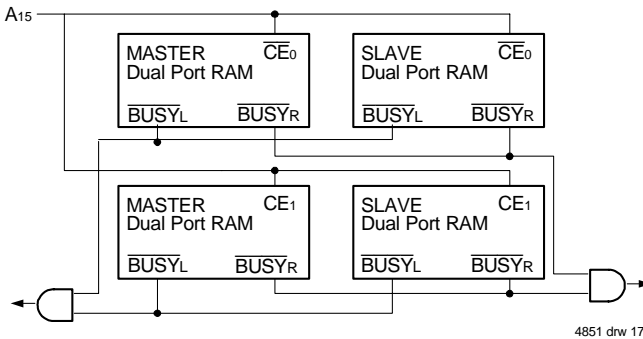 A15
MASTER CE0
Dual Port RAM
BUSYL BUSYR
SLAVE CE0
Dual Port RAM
BUSYL BUSYR
MASTER CE1
Dual Port RAM
BUSYL BUSYR
SLAVE CE1
Dual Port RAM
BUSYL BUSYR
4851 drw 17